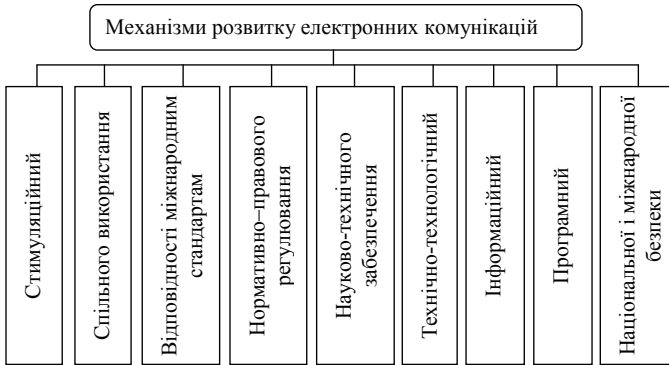 Механізми розвитку електронних комунікацій
Стимуляційний
Спільного використання
Відповідності міжнародним
стандартам
Нормативно–правового
регулювання
Науково-технічного
забезпечення
Технічно-технологічний
Інформаційний
Програмний
Національної і міжнародної
безпеки